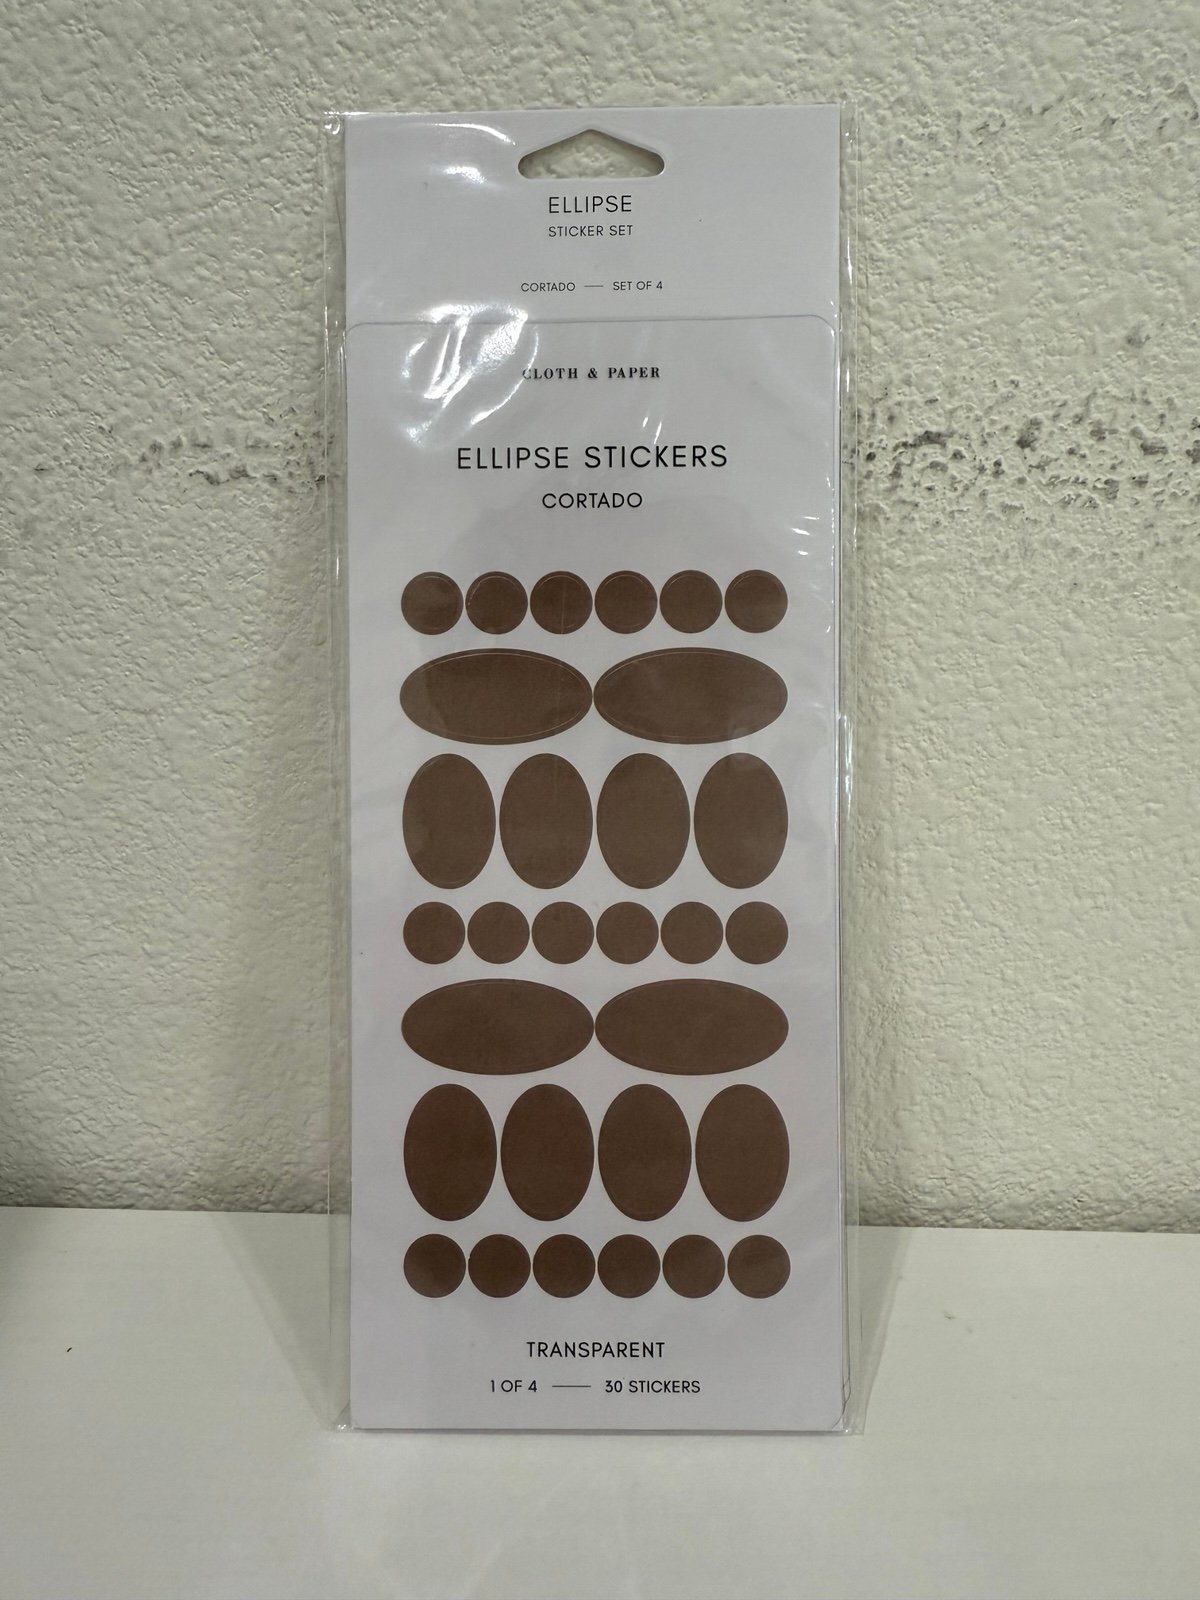 ELLIPSE
STICKER SET
CORTADO — SET OF 4
CLOTH & PAPER
ELLIPSE STICKERS
CORTADO
TRANSPARENT
1 OF 4 — 30 STICKERS